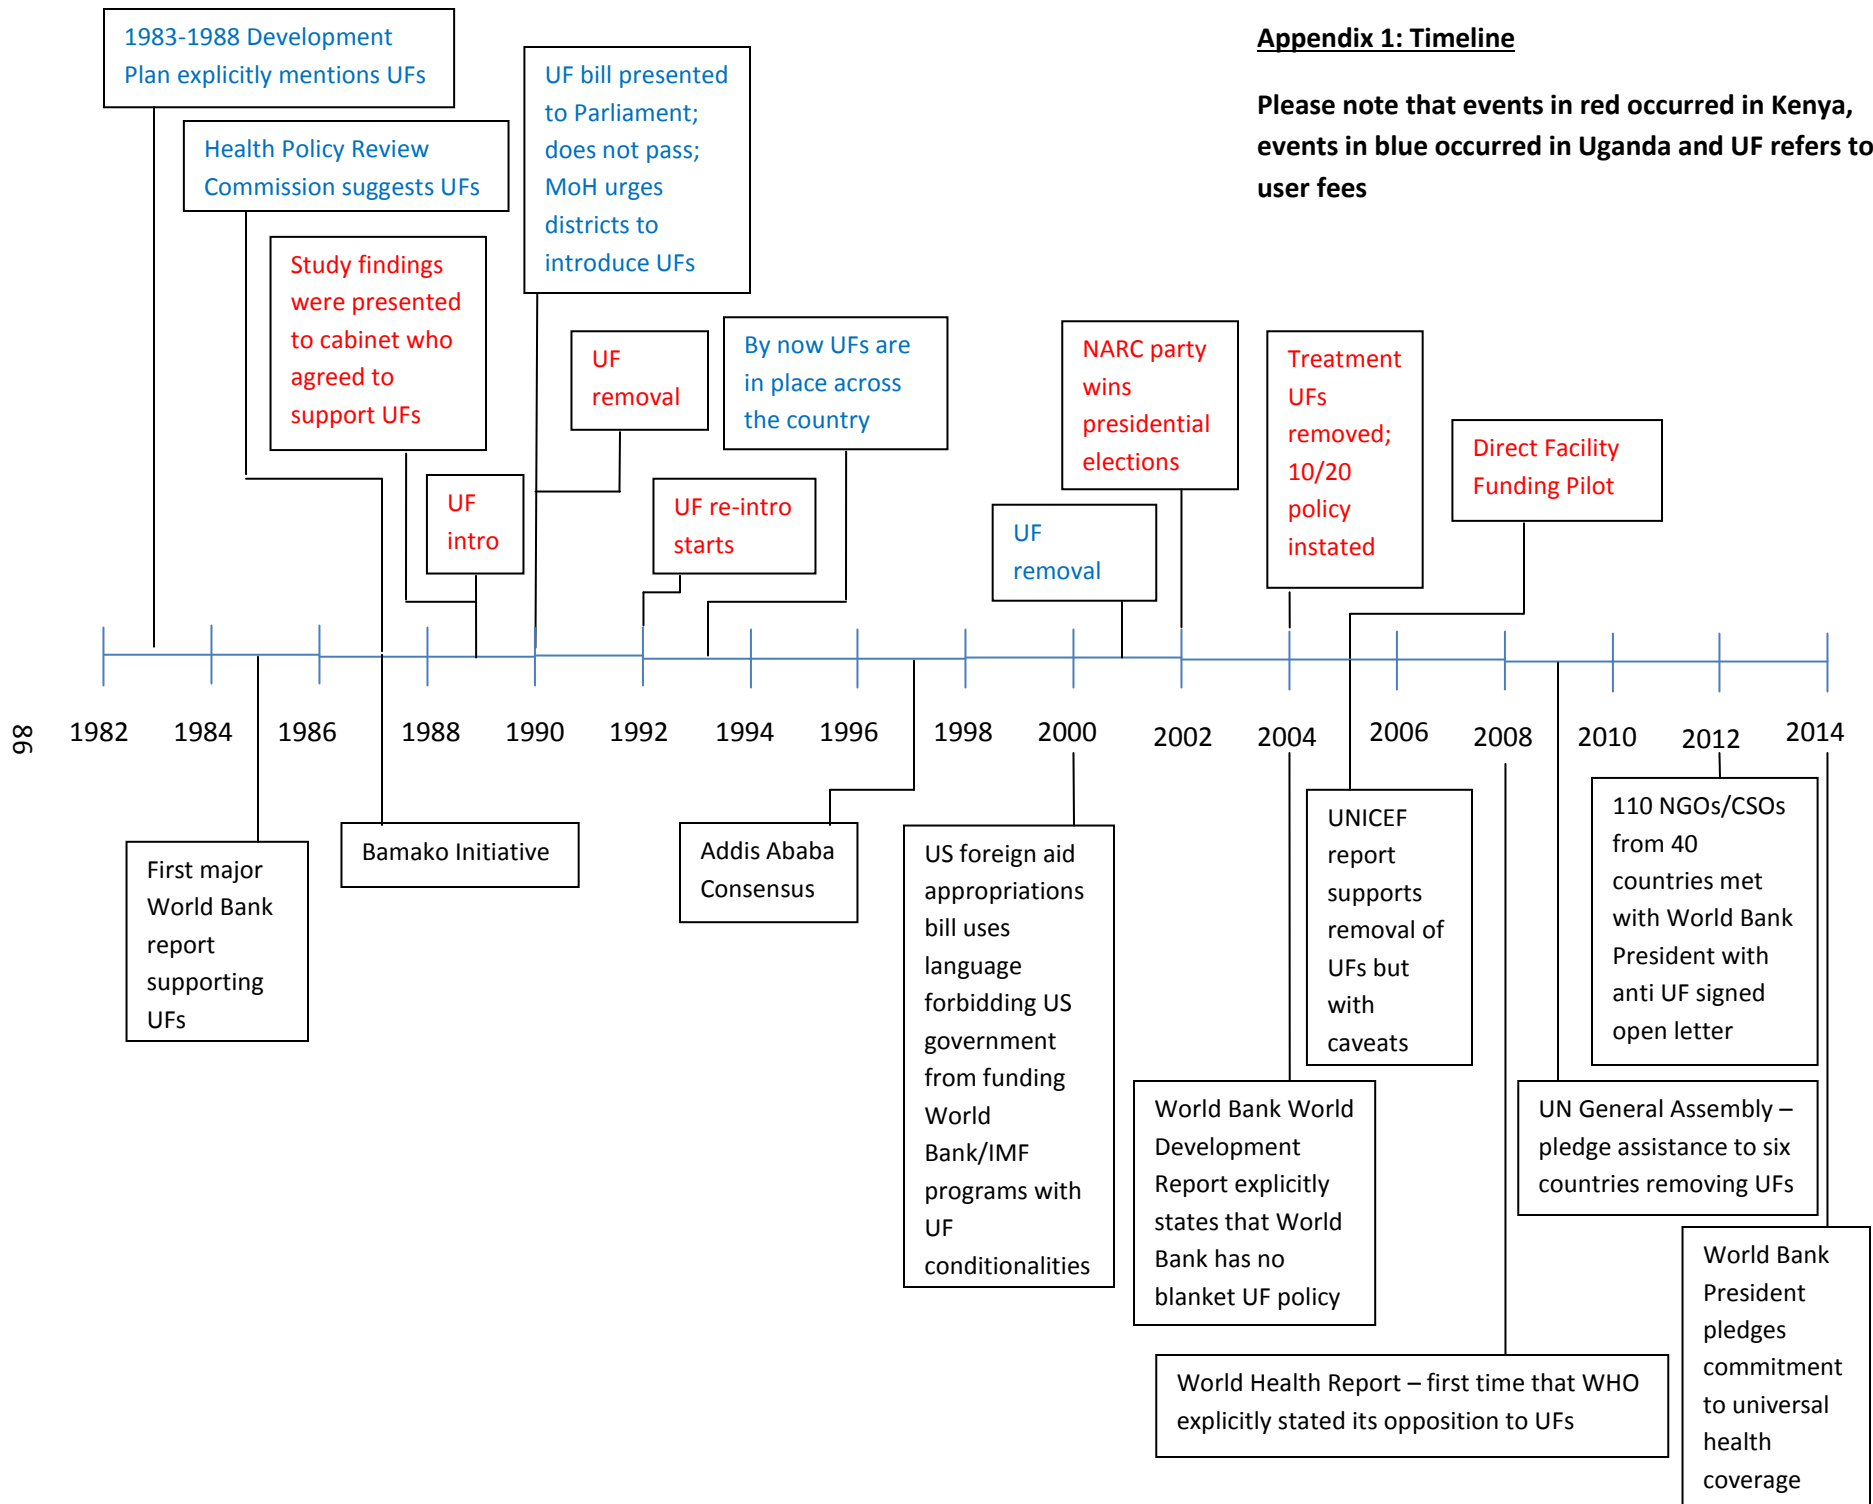 Appendix 1: Timeline
Please note that events in red occurred in Kenya,
events in blue occurred in Uganda and UF refers to
user fees
1983-1988 Development
Plan explicitly mentions UFs
Health Policy Review
Commission suggests UFs
Study findings
were presented
to cabinet who
agreed to
support UFs
UF
intro
UF bill presented
to Parliament;
does not pass;
MoH urges
districts to
introduce UFs
UF
removal
UF re-intro
starts
By now UFs are
in place across
the country
UF
removal
NARC party
wins
presidential
elections
Treatment
UFs
removed;
10/20
policy
instated
Direct Facility
Funding Pilot
86
1982
1984
1986
1988
1990
1992
1994
1996
1998
2000
2002
2004
2006
2008
2010
2012
2014
First major
World Bank
report
supporting
UFs
Bamako Initiative
Addis Ababa
Consensus
US foreign aid
appropriations
bill uses
language
forbidding US
government
from funding
World
Bank/IMF
programs with
UF
conditionalities
World Bank World
Development
Report explicitly
states that World
Bank has no
blanket UF policy
UNICEF
report
supports
removal of
UFs but
with
caveats
World Health Report – first time that WHO
explicitly stated its opposition to UFs
UN General Assembly –
pledge assistance to six
countries removing UFs
110 NGOs/CSOs
from 40
countries met
with World Bank
President with
anti UF signed
open letter
World Bank
President
pledges
commitment
to universal
health
coverage